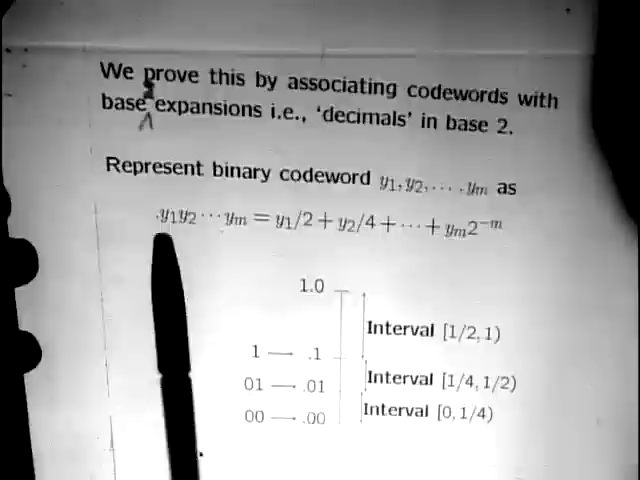 We prove this by associating codewords with
base 2 expansions i.e., ‘decimals’ in base 2.
Represent binary codeword y₁, y₂, · · · , yₘ as
.y₁y₂ · · · yₘ = y₁/2 + y₂/4 + · · · + yₘ2⁻ᵐ
1.0
Interval [1/2, 1)
1 — .1
Interval [1/4, 1/2)
01 — .01
Interval [0, 1/4)
00 — .00